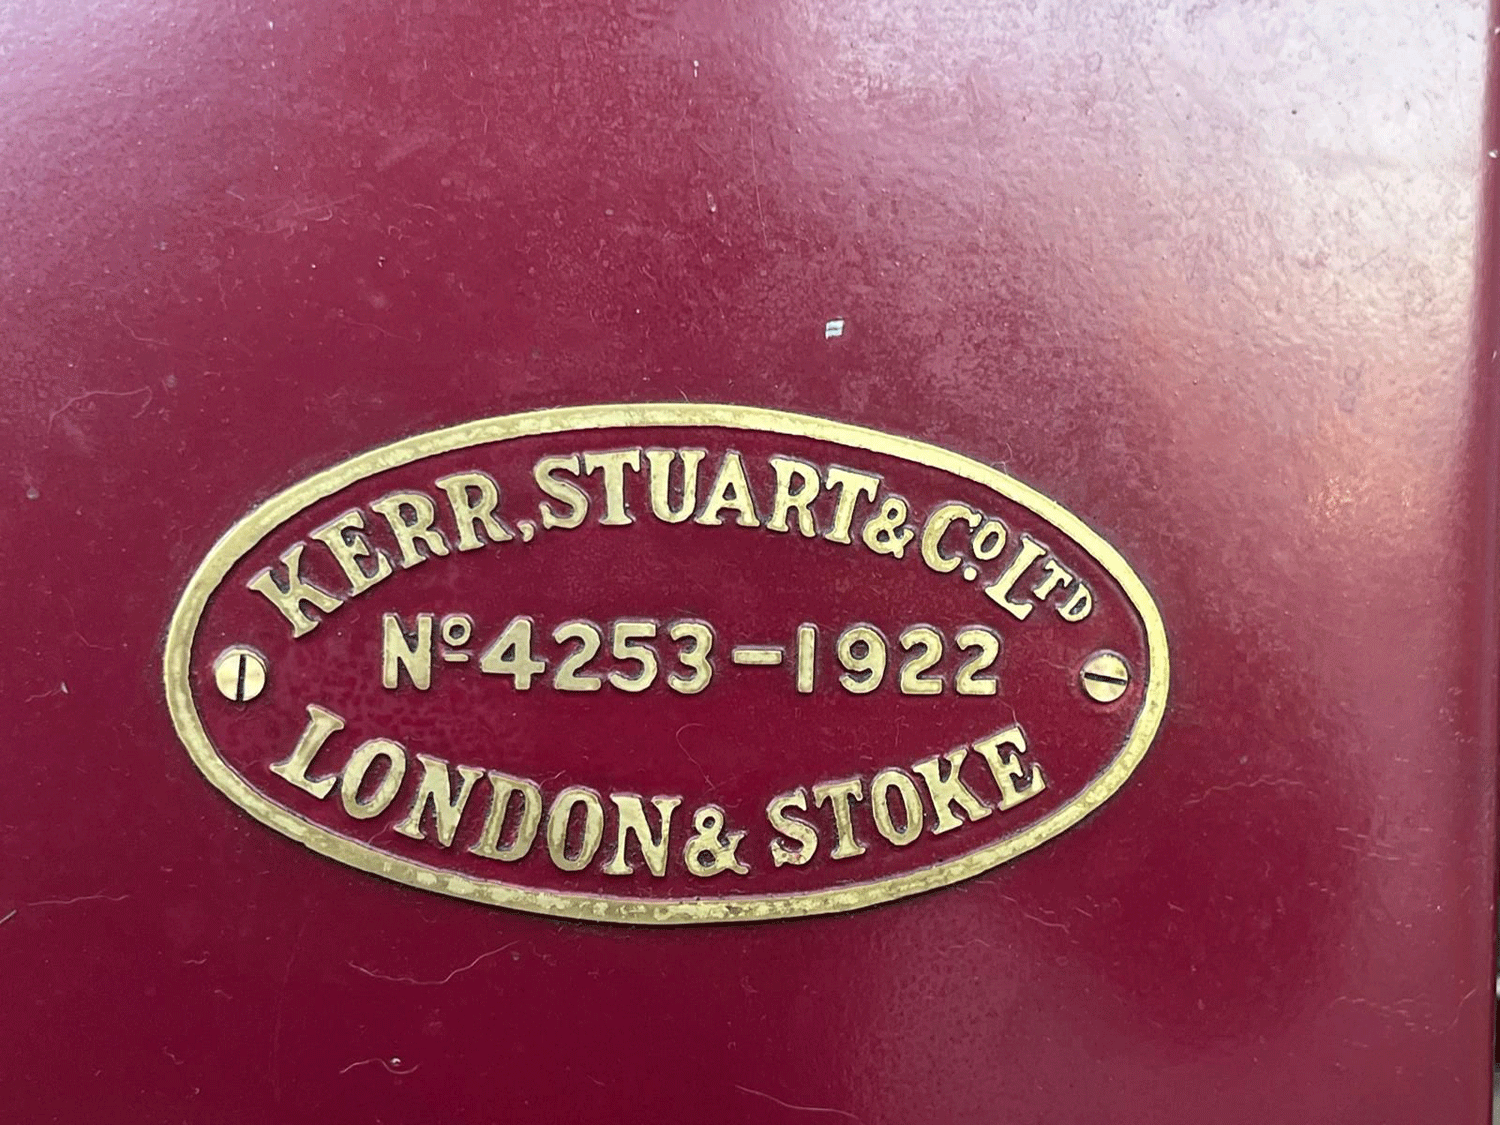 KERR, STUART & Cº. LTD
Nº 4253-1922
LONDON & STOKE